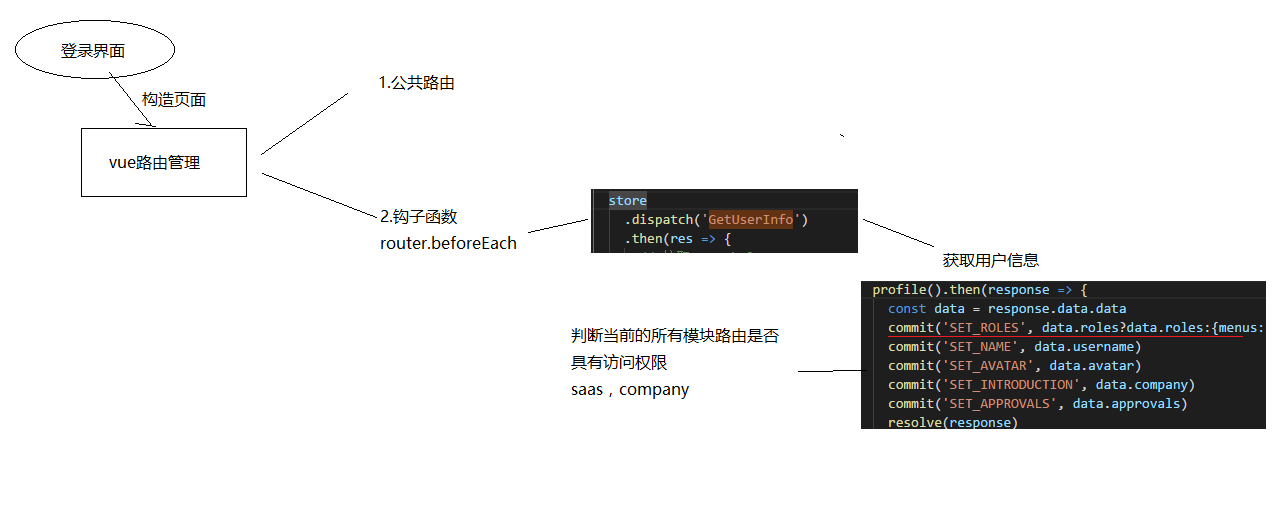 登录界面
构造页面
vue路由管理
1.公共路由
2.钩子函数
router.beforeEach
store
.dispatch('GetUserInfo')
.then(res => {
获取用户信息
profile().then(response => {
const data = response.data.data
commit('SET_ROLES', data.roles?data.roles:{menus:
commit('SET_NAME', data.username)
commit('SET_AVATAR', data.avatar)
commit('SET_INTRODUCTION', data.company)
commit('SET_APPROVALS', data.approvals)
resolve(response)
判断当前的所有模块路由是否
具有访问权限
saas，company